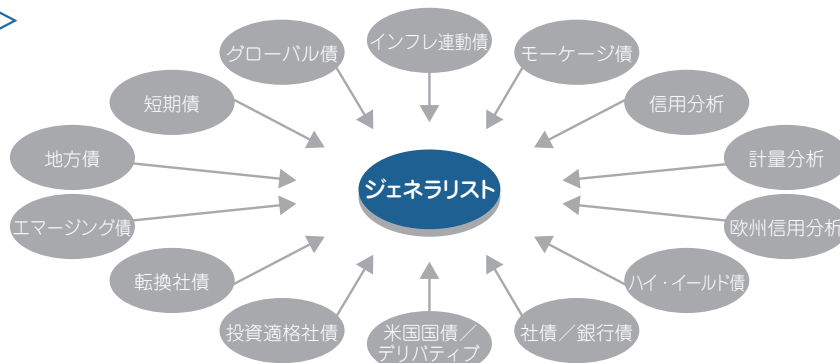 インフレ連動債
グローバル債
モーゲージ債
短期債
信用分析
地方債
計量分析
ジェネラリスト
エマージング債
欧州信用分析
転換社債
ハイ・イールド債
投資適格社債
米国国債／
デリバティブ
社債／銀行債